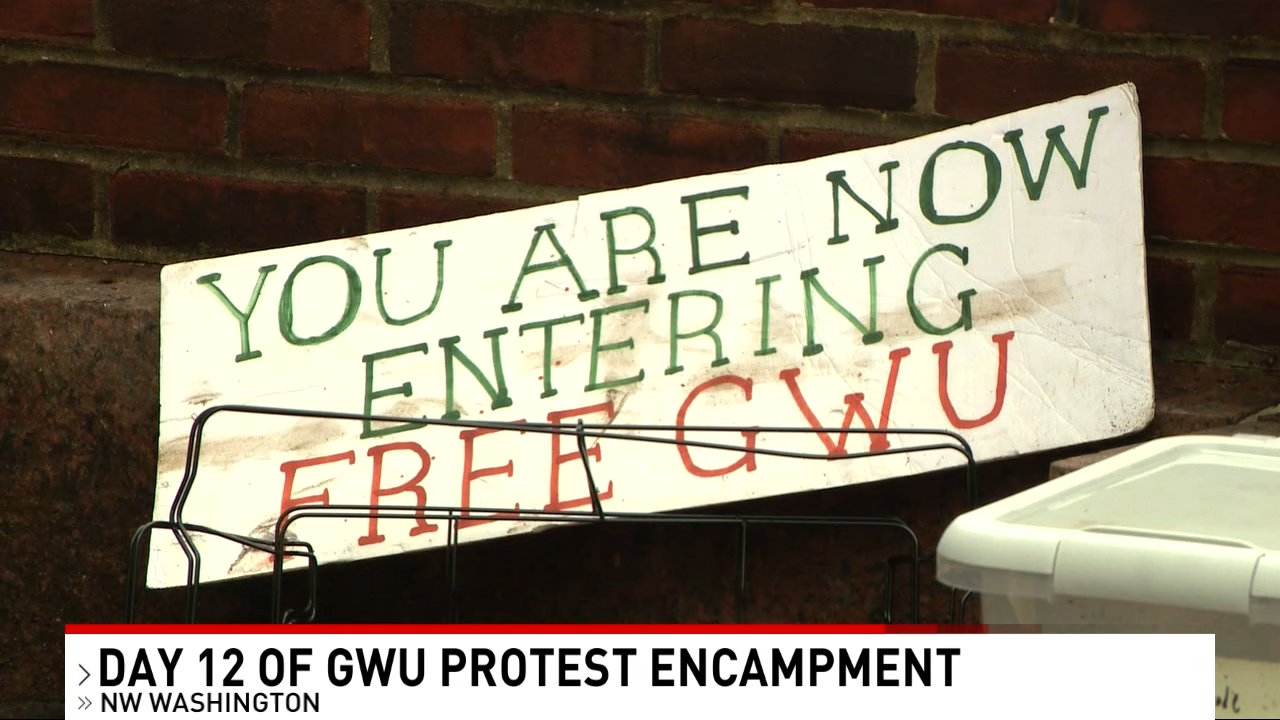 YOU ARE NOW
ENTERING
FREE GWU
DAY 12 OF GWU PROTEST ENCAMPMENT
NW WASHINGTON